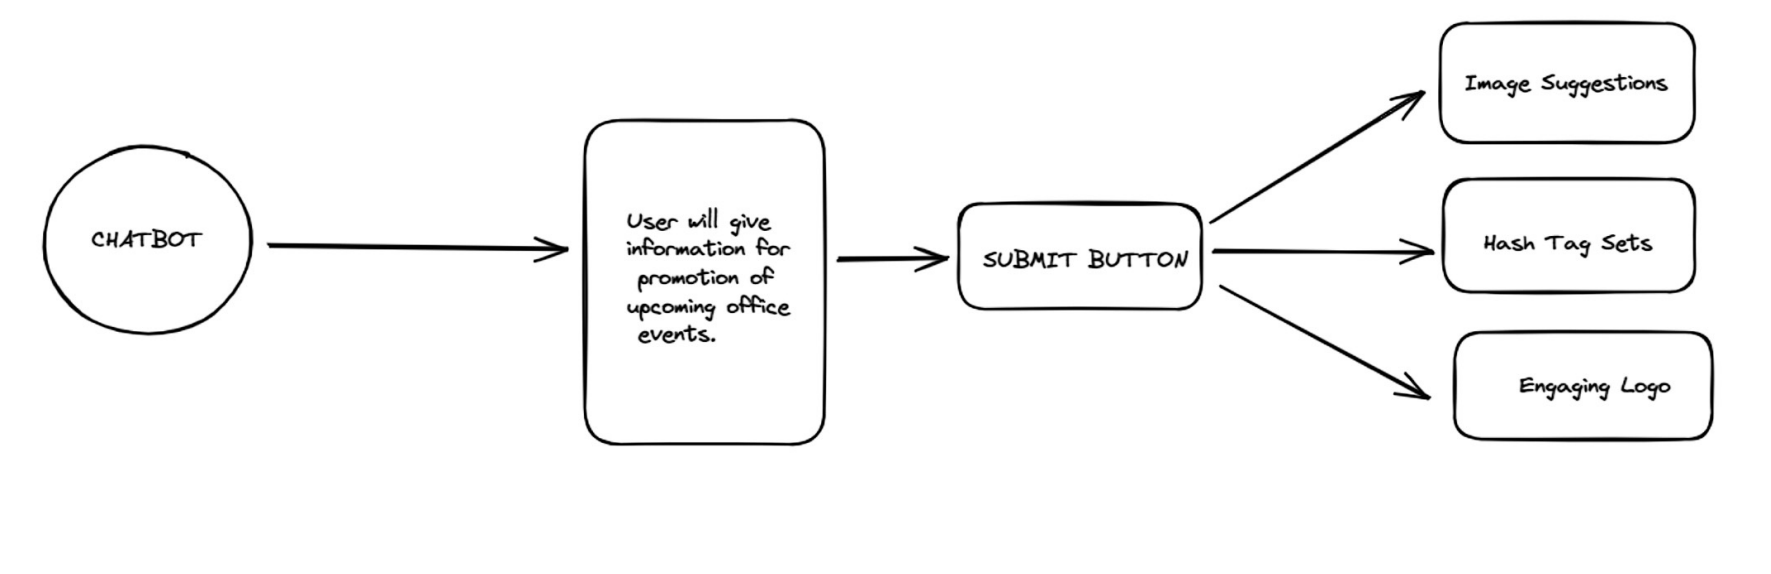 CHATBOT
User will give
information for
promotion of
upcoming office
events.
SUBMIT BUTTON
Image Suggestions
Hash Tag Sets
Engaging Logo